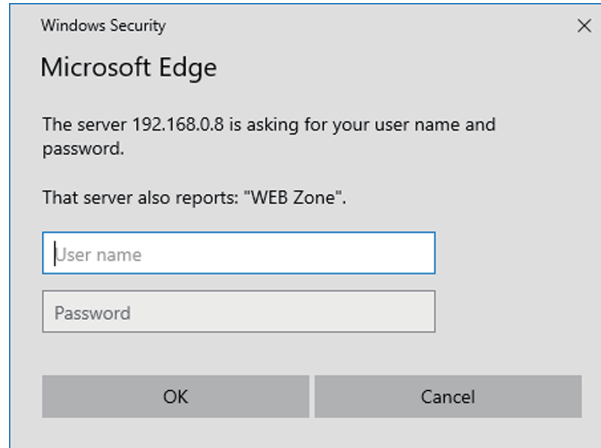 Windows Security
Microsoft Edge
The server 192.168.0.8 is asking for your user name and
password.
That server also reports: "WEB Zone".
User name
Password
OK
Cancel